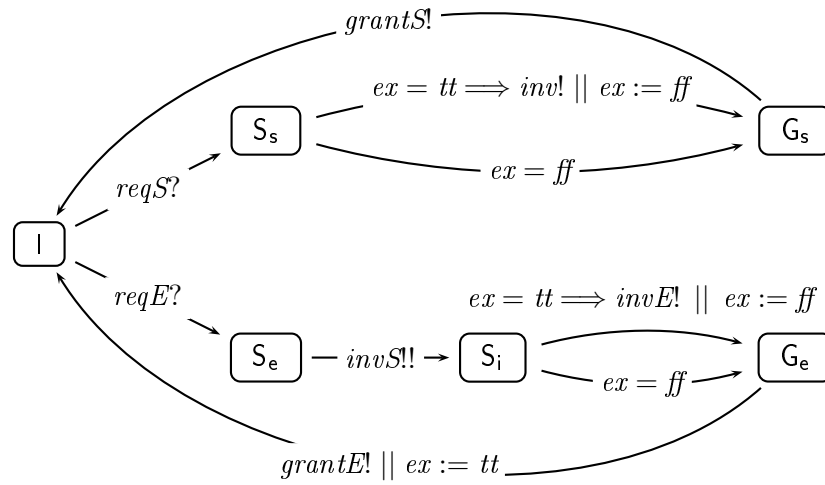 grantS!
ex = tt ⟹ inv! || ex := ff
S_s
G_s
ex = ff
reqS?
I
reqE?
ex = tt ⟹ invE! || ex := ff
S_e
invS!!
S_i
G_e
ex = ff
grantE! || ex := tt